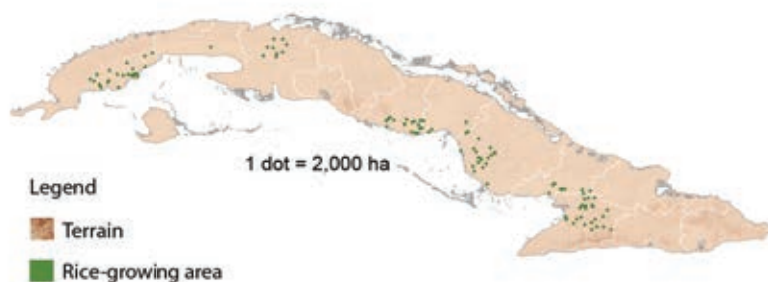 1 dot = 2,000 ha
Legend
Terrain
Rice-growing area